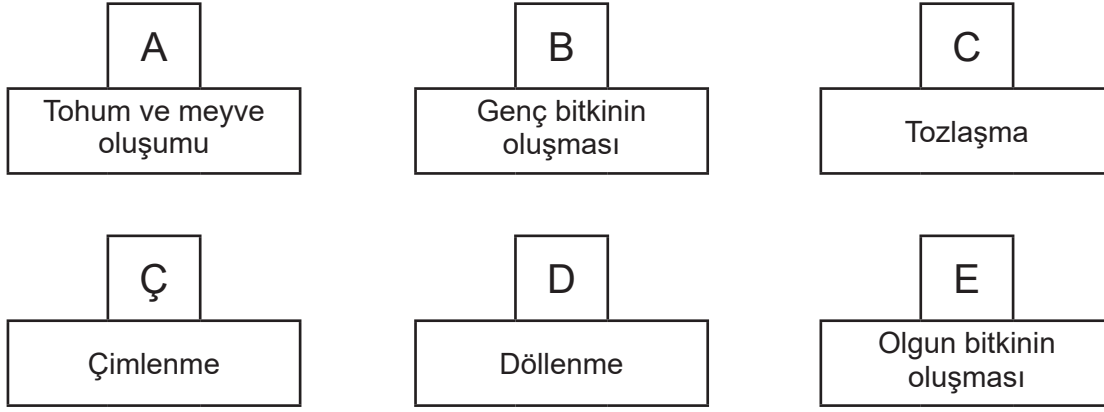 A
Tohum ve meyve
oluşumu
B
Genç bitkinin
oluşması
C
Tozlaşma
Ç
Çimlenme
D
Döllenme
E
Olgun bitkinin
oluşması